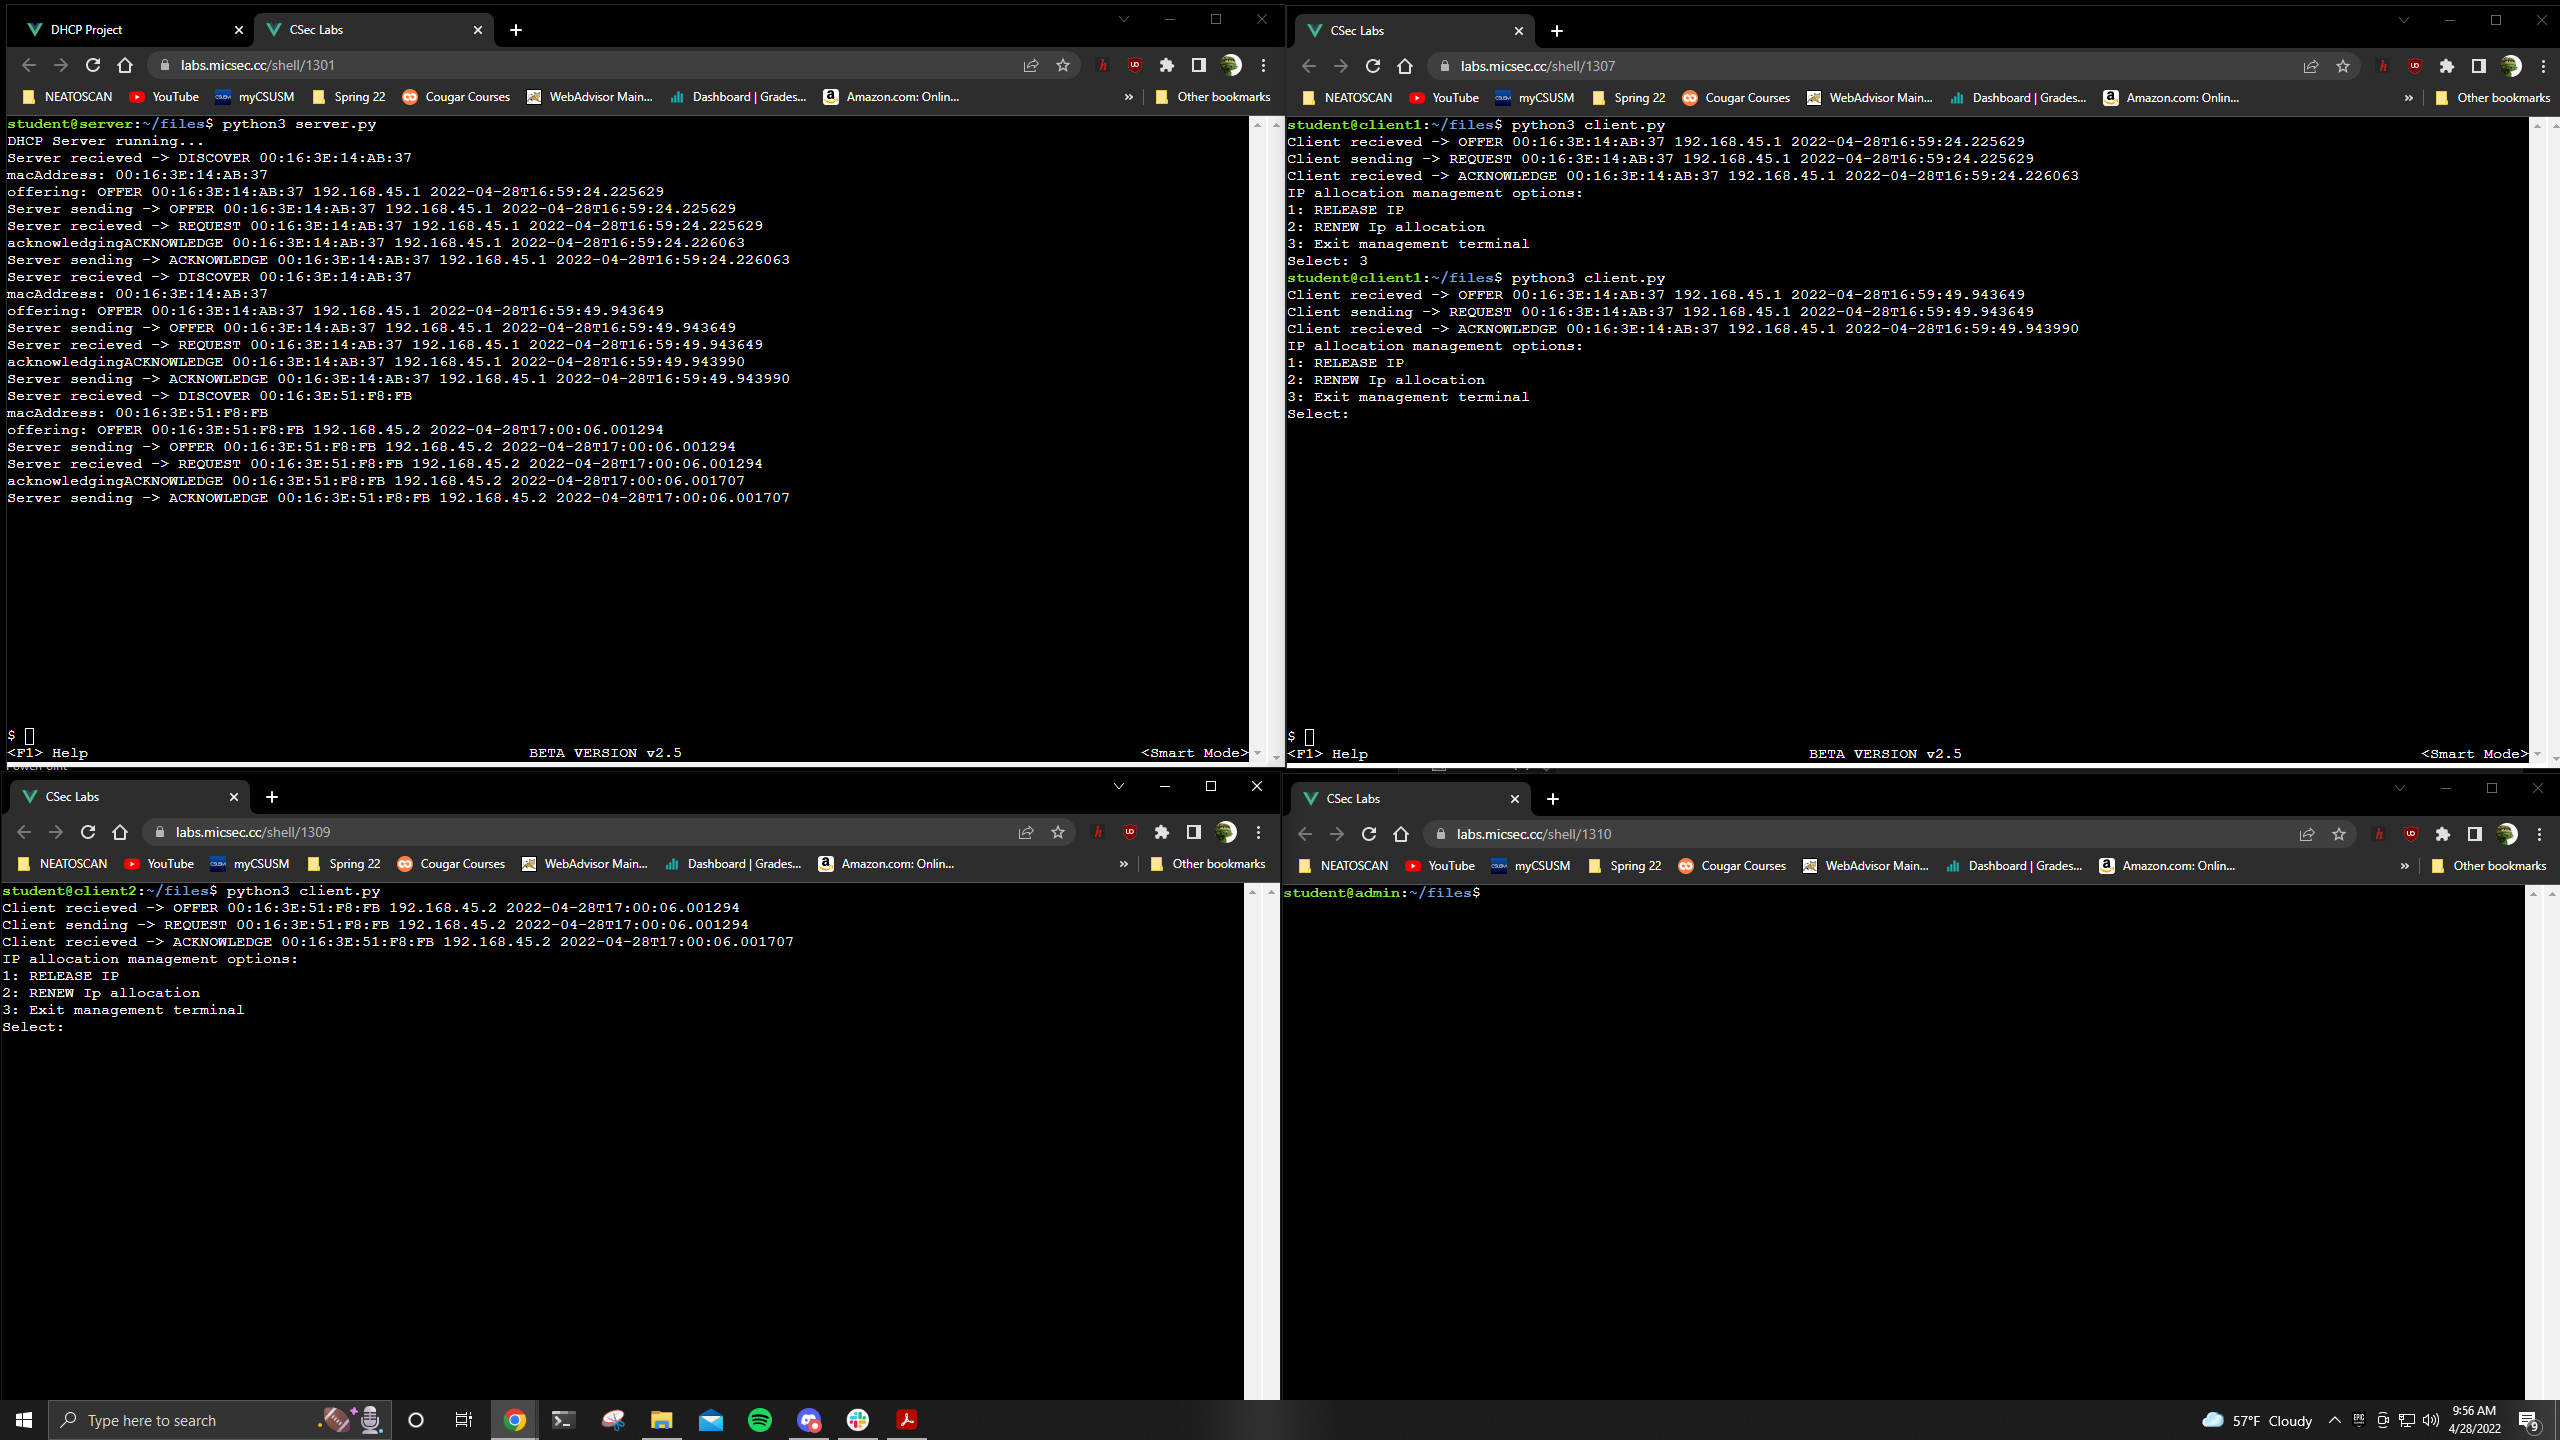 DHCP Project
CSec Labs
labs.micsec.cc/shell/1301
NEATOSCAN YouTube myCSUSM Spring 22 Cougar Courses WebAdvisor Main... Dashboard | Grades... Amazon.com: Onlin... » Other bookmarks
student@server:~/files$ python3 server.py
DHCP Server running...
Server recieved -> DISCOVER 00:16:3E:14:AB:37
macAddress: 00:16:3E:14:AB:37
offering: OFFER 00:16:3E:14:AB:37 192.168.45.1 2022-04-28T16:59:24.225629
Server sending -> OFFER 00:16:3E:14:AB:37 192.168.45.1 2022-04-28T16:59:24.225629
Server recieved -> REQUEST 00:16:3E:14:AB:37 192.168.45.1 2022-04-28T16:59:24.225629
acknowledgingACKNOWLEDGE 00:16:3E:14:AB:37 192.168.45.1 2022-04-28T16:59:24.226063
Server sending -> ACKNOWLEDGE 00:16:3E:14:AB:37 192.168.45.1 2022-04-28T16:59:24.226063
Server recieved -> DISCOVER 00:16:3E:14:AB:37
macAddress: 00:16:3E:14:AB:37
offering: OFFER 00:16:3E:14:AB:37 192.168.45.1 2022-04-28T16:59:49.943649
Server sending -> OFFER 00:16:3E:14:AB:37 192.168.45.1 2022-04-28T16:59:49.943649
Server recieved -> REQUEST 00:16:3E:14:AB:37 192.168.45.1 2022-04-28T16:59:49.943649
acknowledgingACKNOWLEDGE 00:16:3E:14:AB:37 192.168.45.1 2022-04-28T16:59:49.943990
Server sending -> ACKNOWLEDGE 00:16:3E:14:AB:37 192.168.45.1 2022-04-28T16:59:49.943990
Server recieved -> DISCOVER 00:16:3E:51:F8:FB
macAddress: 00:16:3E:51:F8:FB
offering: OFFER 00:16:3E:51:F8:FB 192.168.45.2 2022-04-28T17:00:06.001294
Server sending -> OFFER 00:16:3E:51:F8:FB 192.168.45.2 2022-04-28T17:00:06.001294
Server recieved -> REQUEST 00:16:3E:51:F8:FB 192.168.45.2 2022-04-28T17:00:06.001294
acknowledgingACKNOWLEDGE 00:16:3E:51:F8:FB 192.168.45.2 2022-04-28T17:00:06.001707
Server sending -> ACKNOWLEDGE 00:16:3E:51:F8:FB 192.168.45.2 2022-04-28T17:00:06.001707
$
<F1> Help BETA VERSION v2.5 <Smart Mode>
CSec Labs
labs.micsec.cc/shell/1307
NEATOSCAN YouTube myCSUSM Spring 22 Cougar Courses WebAdvisor Main... Dashboard | Grades... Amazon.com: Onlin... » Other bookmarks
student@client1:~/files$ python3 client.py
Client recieved -> OFFER 00:16:3E:14:AB:37 192.168.45.1 2022-04-28T16:59:24.225629
Client sending -> REQUEST 00:16:3E:14:AB:37 192.168.45.1 2022-04-28T16:59:24.225629
Client recieved -> ACKNOWLEDGE 00:16:3E:14:AB:37 192.168.45.1 2022-04-28T16:59:24.226063
IP allocation management options:
1: RELEASE IP
2: RENEW Ip allocation
3: Exit management terminal
Select: 3
student@client1:~/files$ python3 client.py
Client recieved -> OFFER 00:16:3E:14:AB:37 192.168.45.1 2022-04-28T16:59:49.943649
Client sending -> REQUEST 00:16:3E:14:AB:37 192.168.45.1 2022-04-28T16:59:49.943649
Client recieved -> ACKNOWLEDGE 00:16:3E:14:AB:37 192.168.45.1 2022-04-28T16:59:49.943990
IP allocation management options:
1: RELEASE IP
2: RENEW Ip allocation
3: Exit management terminal
Select:
$
<F1> Help BETA VERSION v2.5 <Smart Mode>
CSec Labs
labs.micsec.cc/shell/1309
NEATOSCAN YouTube myCSUSM Spring 22 Cougar Courses WebAdvisor Main... Dashboard | Grades... Amazon.com: Onlin... » Other bookmarks
student@client2:~/files$ python3 client.py
Client recieved -> OFFER 00:16:3E:51:F8:FB 192.168.45.2 2022-04-28T17:00:06.001294
Client sending -> REQUEST 00:16:3E:51:F8:FB 192.168.45.2 2022-04-28T17:00:06.001294
Client recieved -> ACKNOWLEDGE 00:16:3E:51:F8:FB 192.168.45.2 2022-04-28T17:00:06.001707
IP allocation management options:
1: RELEASE IP
2: RENEW Ip allocation
3: Exit management terminal
Select:
CSec Labs
labs.micsec.cc/shell/1310
NEATOSCAN YouTube myCSUSM Spring 22 Cougar Courses WebAdvisor Main... Dashboard | Grades... Amazon.com: Onlin... » Other bookmarks
student@admin:~/files$
Type here to search
57°F Cloudy
9:56 AM
4/28/2022
9